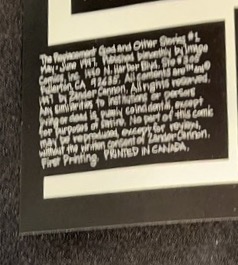 The Replacement God and Other Stories #1
May-June 1997. Published bimonthly by Image
Comics, Inc. 1440 N. Harbor Blvd. Suite 305
Fullerton, CA 92635. All contents are ™ and ©
1997 by Zander Cannon. All rights reserved.
Any similarities to institutions or persons
living or dead is purely coincidental, except
for purposes of satire. No part of this comic
may be reproduced, except for review,
without the written consent of Zander Cannon.
First Printing. PRINTED IN CANADA.